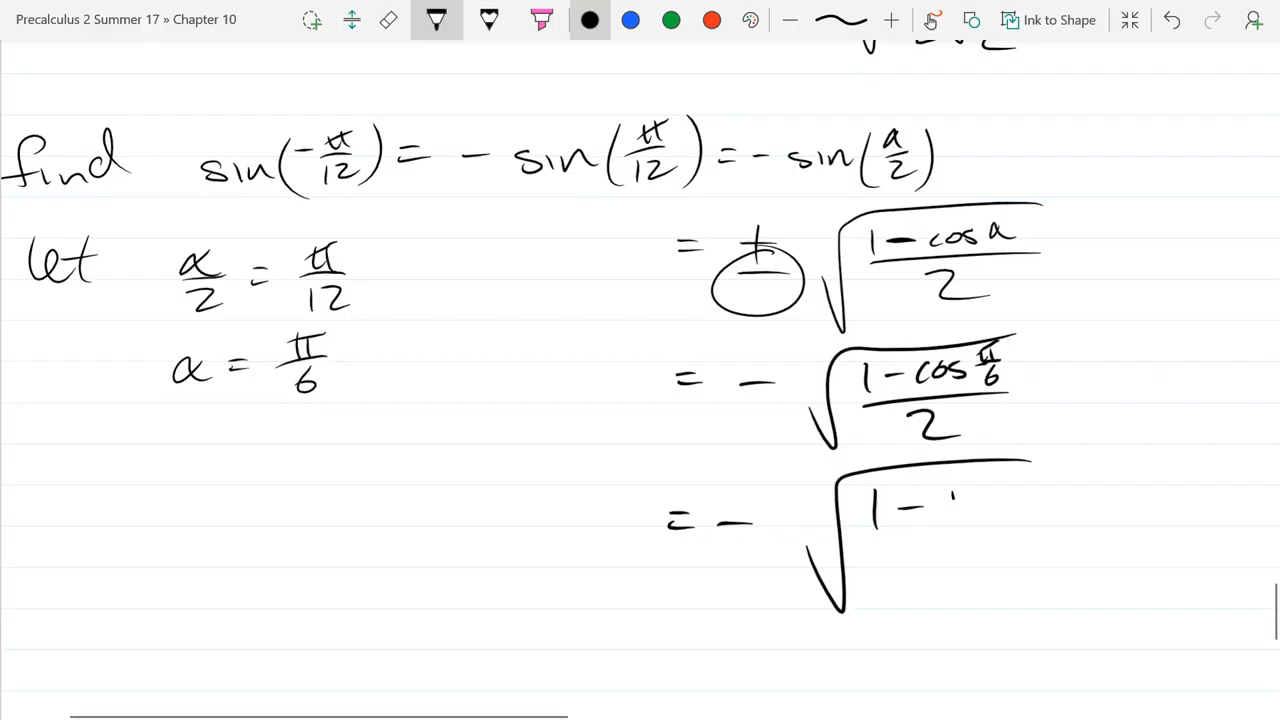 Precalculus 2 Summer 17 » Chapter 10
Ink to Shape
find sin(-π/12) = - sin(π/12) = - sin(α/2)
let α/2 = π/12
= ± √((1 - cos α)/2)
α = π/6
= - √((1 - cos π/6)/2)
= - √(1 -